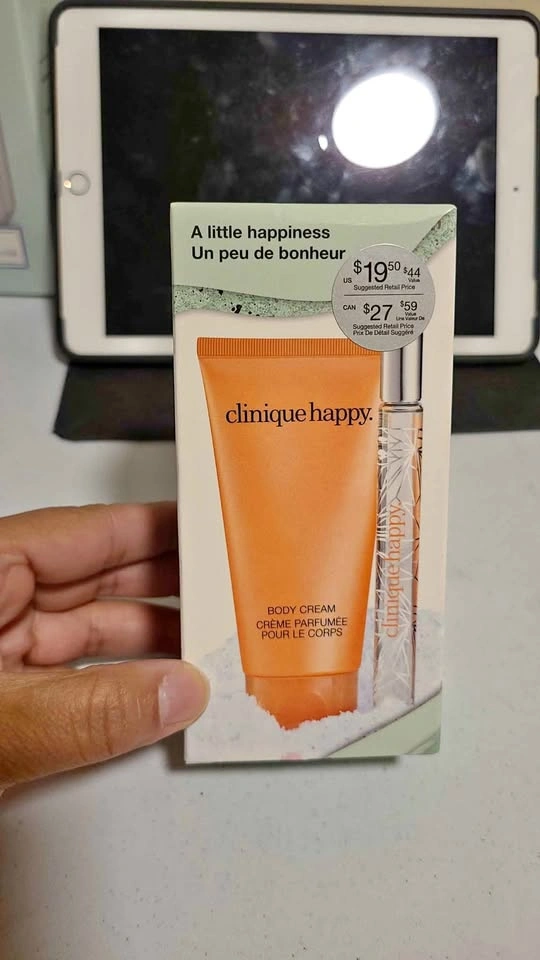 A little happiness
Un peu de bonheur
US $19.50 $44 Value
Suggested Retail Price
CAN $27 $59 Value
Une Valeur De
Suggested Retail Price
Prix De Détail Suggéré
clinique happy.
BODY CREAM
CRÈME PARFUMÉE
POUR LE CORPS
clinique happy.